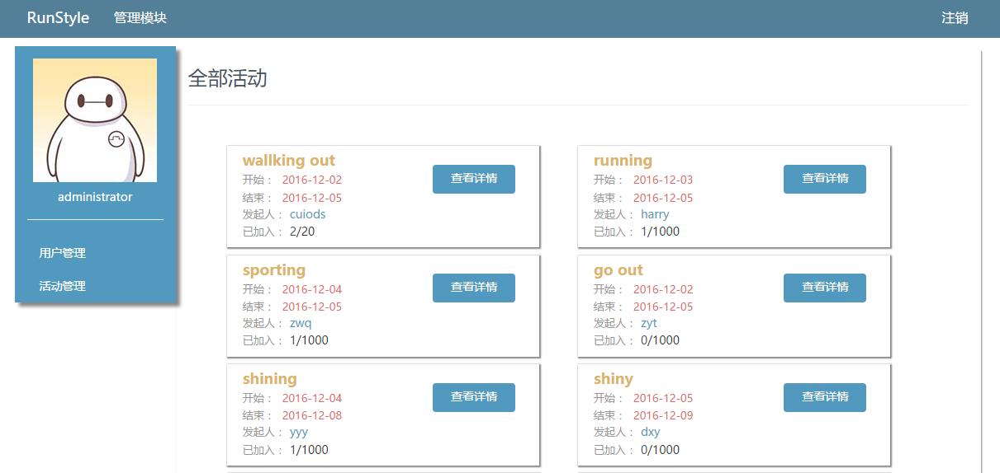 RunStyle 管理模块 注销
administrator
用户管理
活动管理
全部活动
wallking out
开始： 2016-12-02
结束： 2016-12-05
发起人： cuiods
已加入： 2/20
查看详情
running
开始： 2016-12-03
结束： 2016-12-05
发起人： harry
已加入： 1/1000
查看详情
sporting
开始： 2016-12-04
结束： 2016-12-05
发起人： zwq
已加入： 1/1000
查看详情
go out
开始： 2016-12-02
结束： 2016-12-05
发起人： zyt
已加入： 0/1000
查看详情
shining
开始： 2016-12-04
结束： 2016-12-08
发起人： yyy
已加入： 1/1000
查看详情
shiny
开始： 2016-12-05
结束： 2016-12-09
发起人： dxy
已加入： 0/1000
查看详情